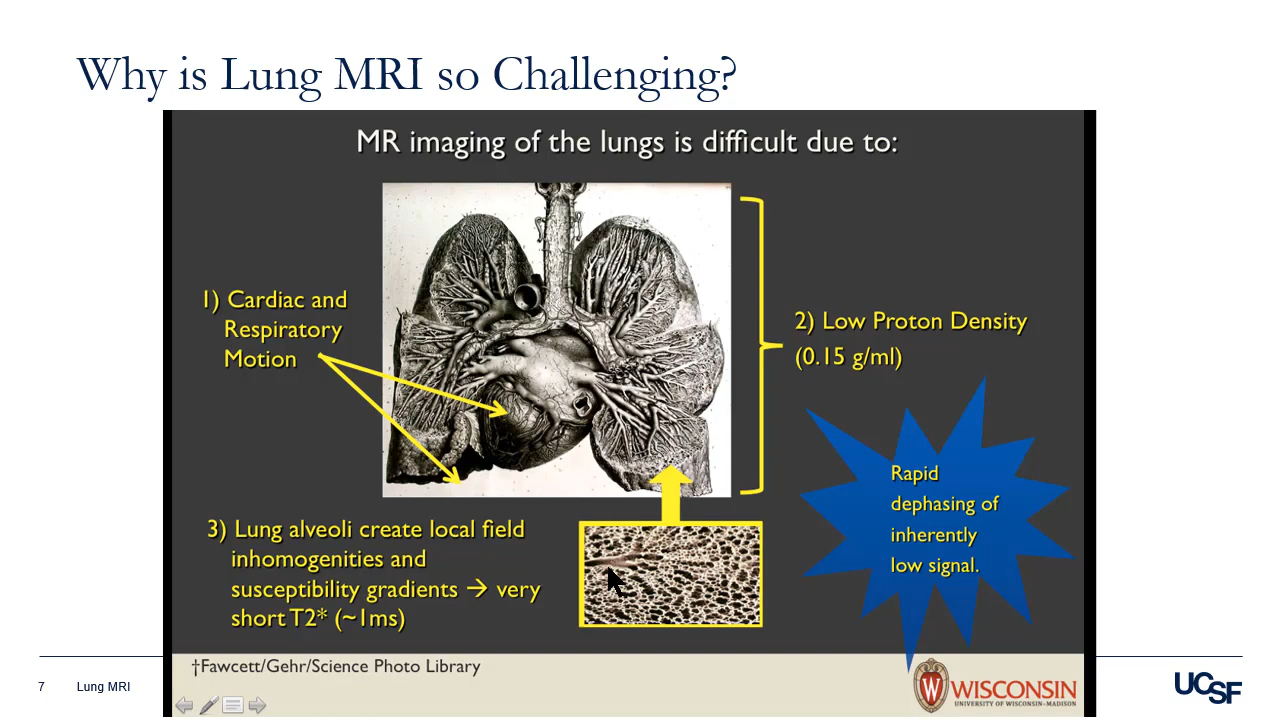 Why is Lung MRI so Challenging?
MR imaging of the lungs is difficult due to:
1) Cardiac and
Respiratory
Motion
2) Low Proton Density
(0.15 g/ml)
3) Lung alveoli create local field
inhomogenities and
susceptibility gradients → very
short T2* (~1ms)
Rapid
dephasing of
inherently
low signal.
†Fawcett/Gehr/Science Photo Library
WISCONSIN
UNIVERSITY OF WISCONSIN-MADISON
7 Lung MRI
UCSF